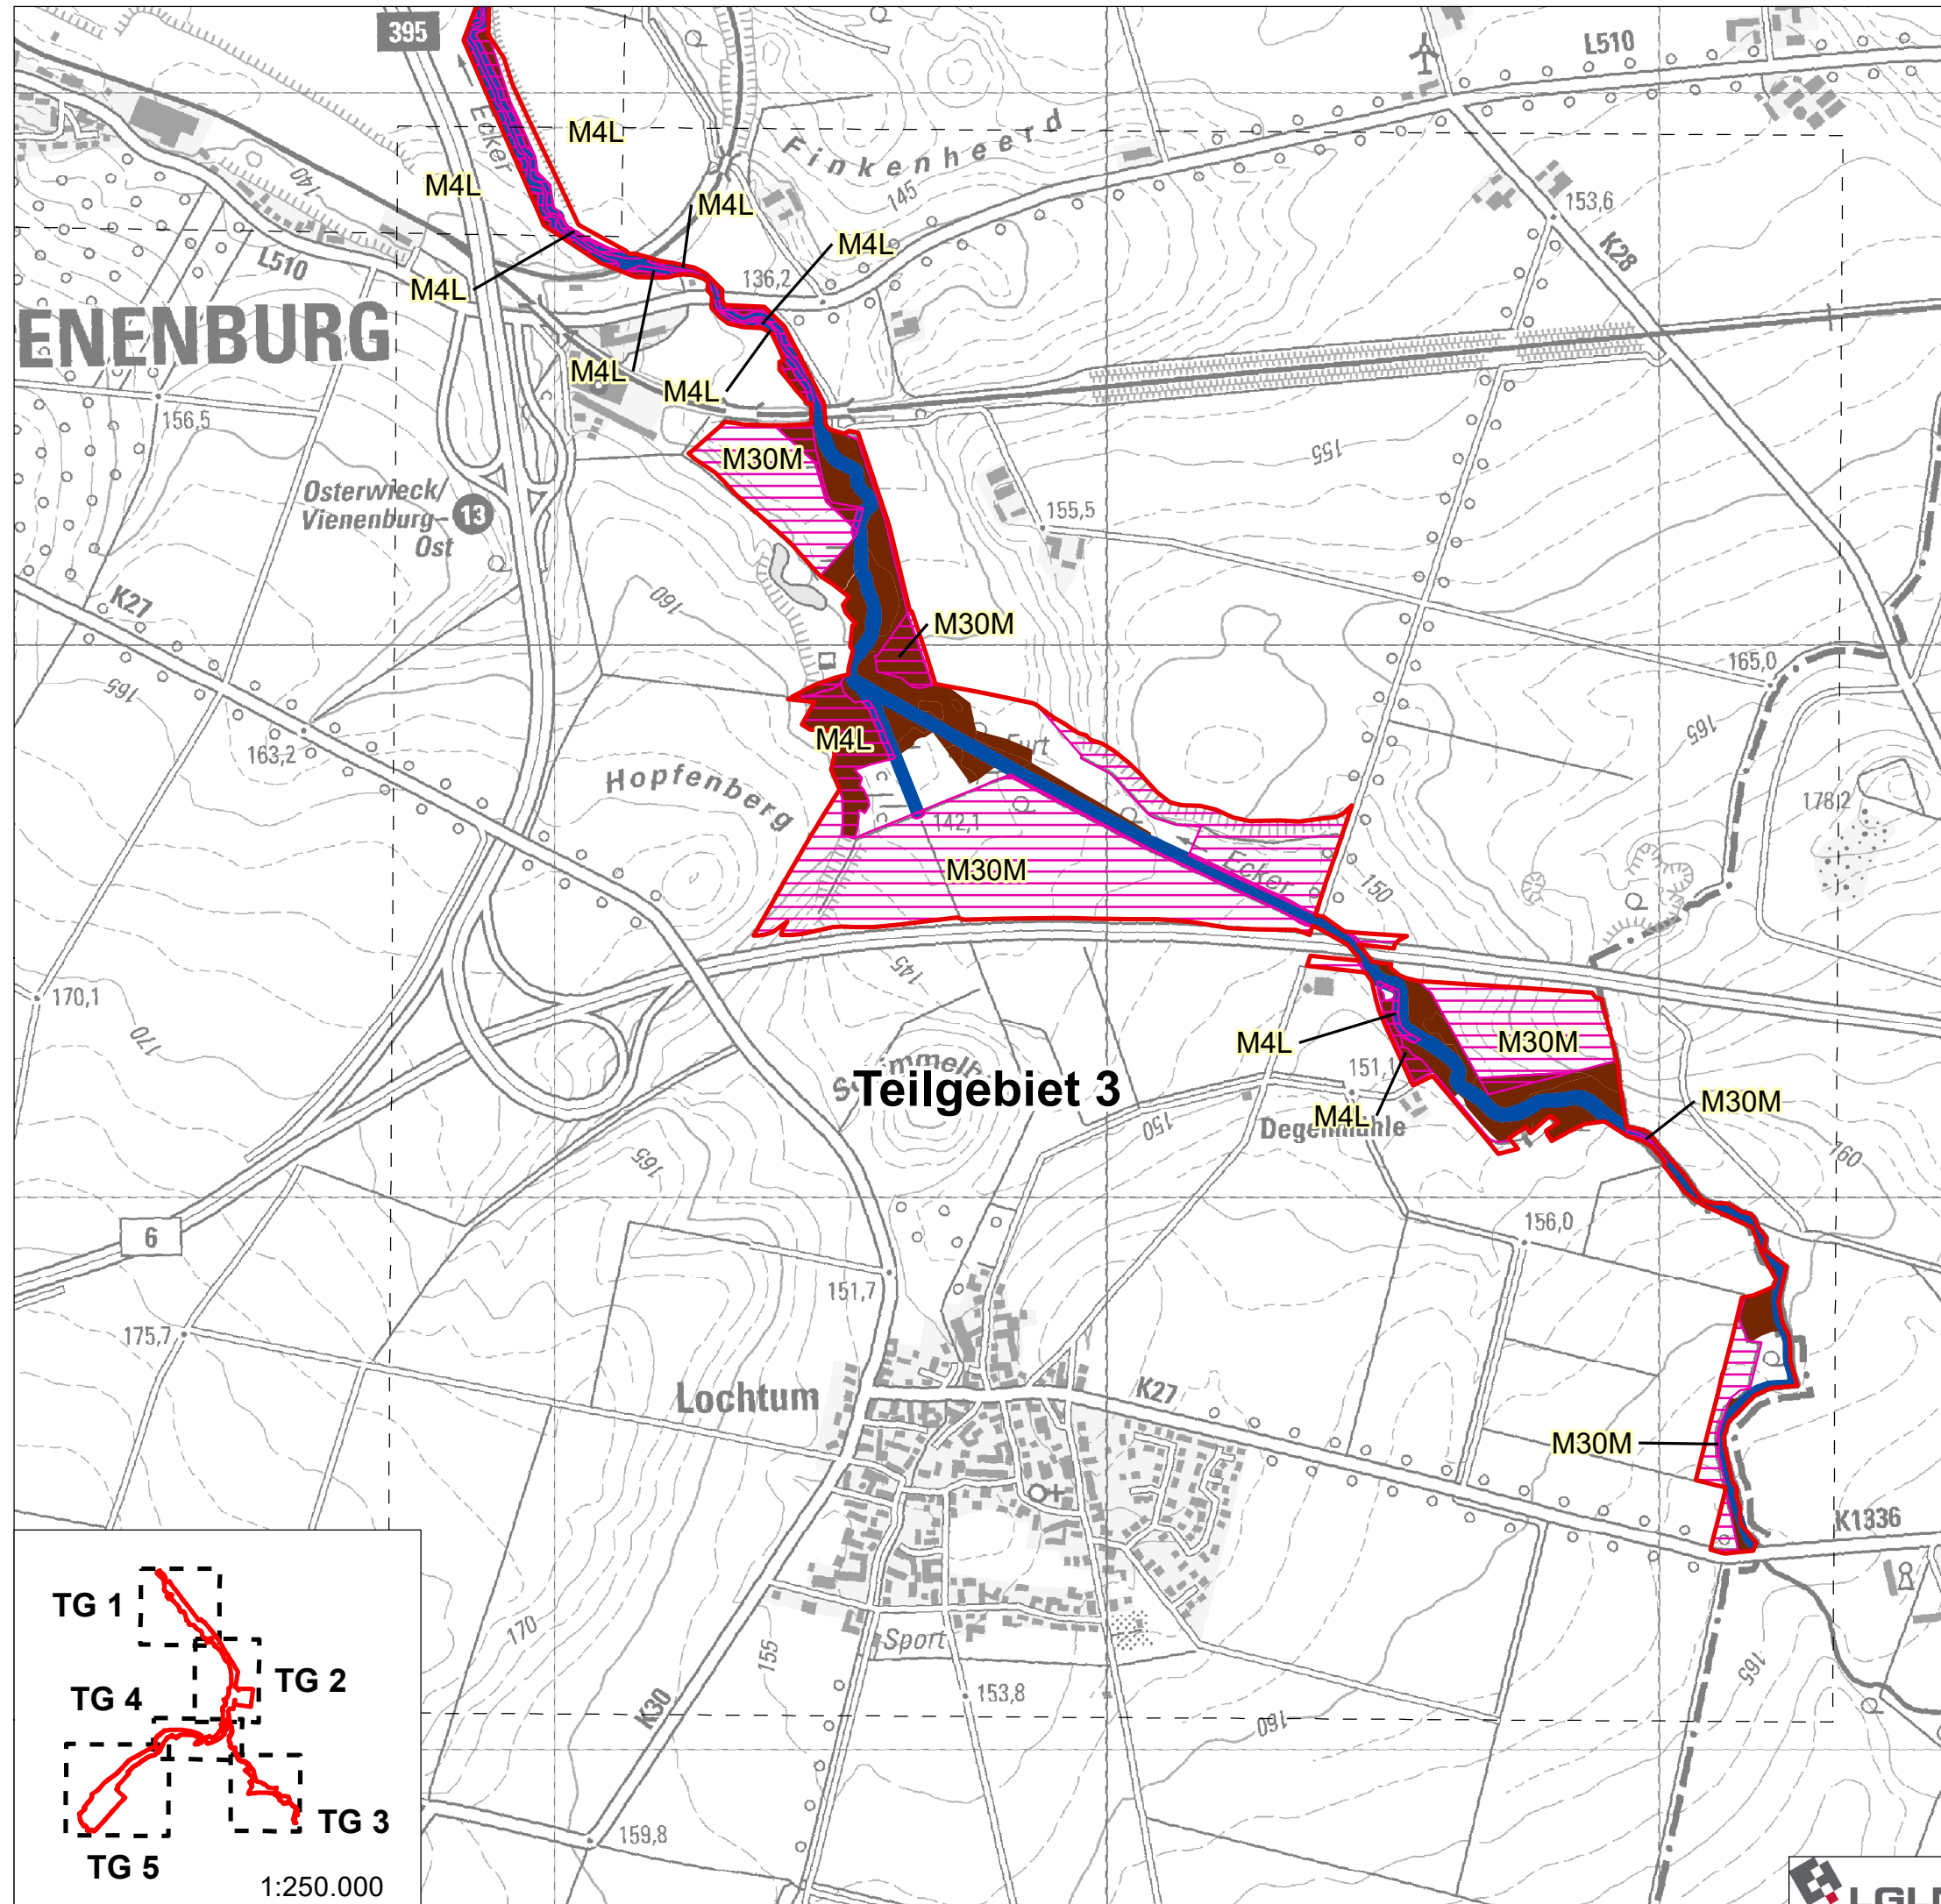 395
L510
Ecker
M4L
Finkenheerd
140
M4L
M4L
145
153,6
K28
M4L
L510
136,2
M4L
ENENBURG
M4L
M4L
156,5
M30M
155
Osterwieck/
Vienenburg-
Ost
13
155,5
K27
160
M30M
165
165,0
165
163,2
M4L
Furt
Hopfenberg
142,1
178,2
M30M
Ecker
150
145
170,1
170
M4L
M30M
151,1
Teilgebiet 3
M30M
M4L
Degenmühle
150
160
165
6
156,0
151,7
175,7
Lochtum
K27
M30M
K1336
TG 1
170
155
Sport
165
TG 2
TG 4
K30
153,8
160
TG 3
159,8
TG 5
1:250.000